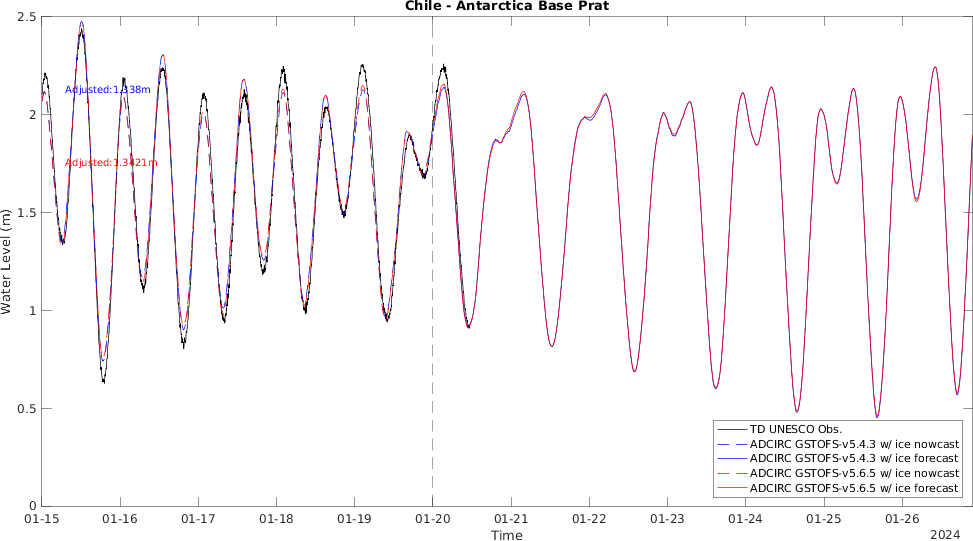 Chile - Antarctica Base Prat
2.5
2
1.5
1
0.5
0
Water Level (m)
Adjusted:1.338m
Adjusted:1.3421m
TD UNESCO Obs.
ADCIRC GSTOFS-v5.4.3 w/ ice nowcast
ADCIRC GSTOFS-v5.4.3 w/ ice forecast
ADCIRC GSTOFS-v5.6.5 w/ ice nowcast
ADCIRC GSTOFS-v5.6.5 w/ ice forecast
01-15 01-16 01-17 01-18 01-19 01-20 01-21 01-22 01-23 01-24 01-25 01-26
Time
2024